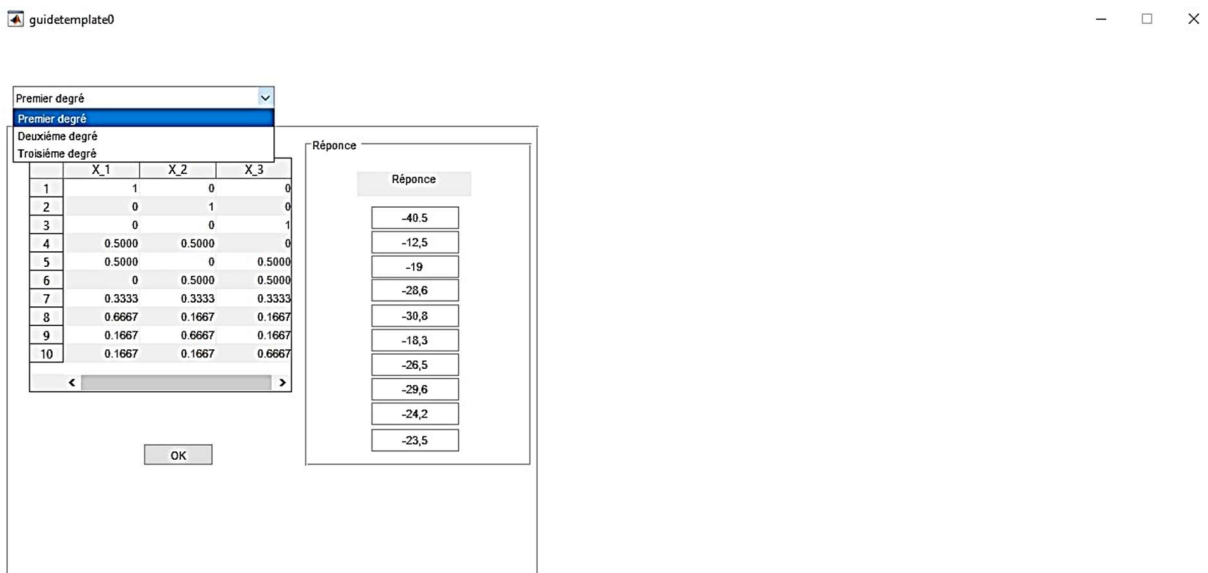 guidetemplate0
Premier degré
Premier degré
Deuxiéme degré
Troisiéme degré
X_1 X_2 X_3
1 1 0 0
2 0 1 0
3 0 0 1
4 0.5000 0.5000 0
5 0.5000 0 0.5000
6 0 0.5000 0.5000
7 0.3333 0.3333 0.3333
8 0.6667 0.1667 0.1667
9 0.1667 0.6667 0.1667
10 0.1667 0.1667 0.6667
OK
Réponce
Réponce
-40.5
-12,5
-19
-28,6
-30,8
-18,3
-26,5
-29,6
-24,2
-23,5